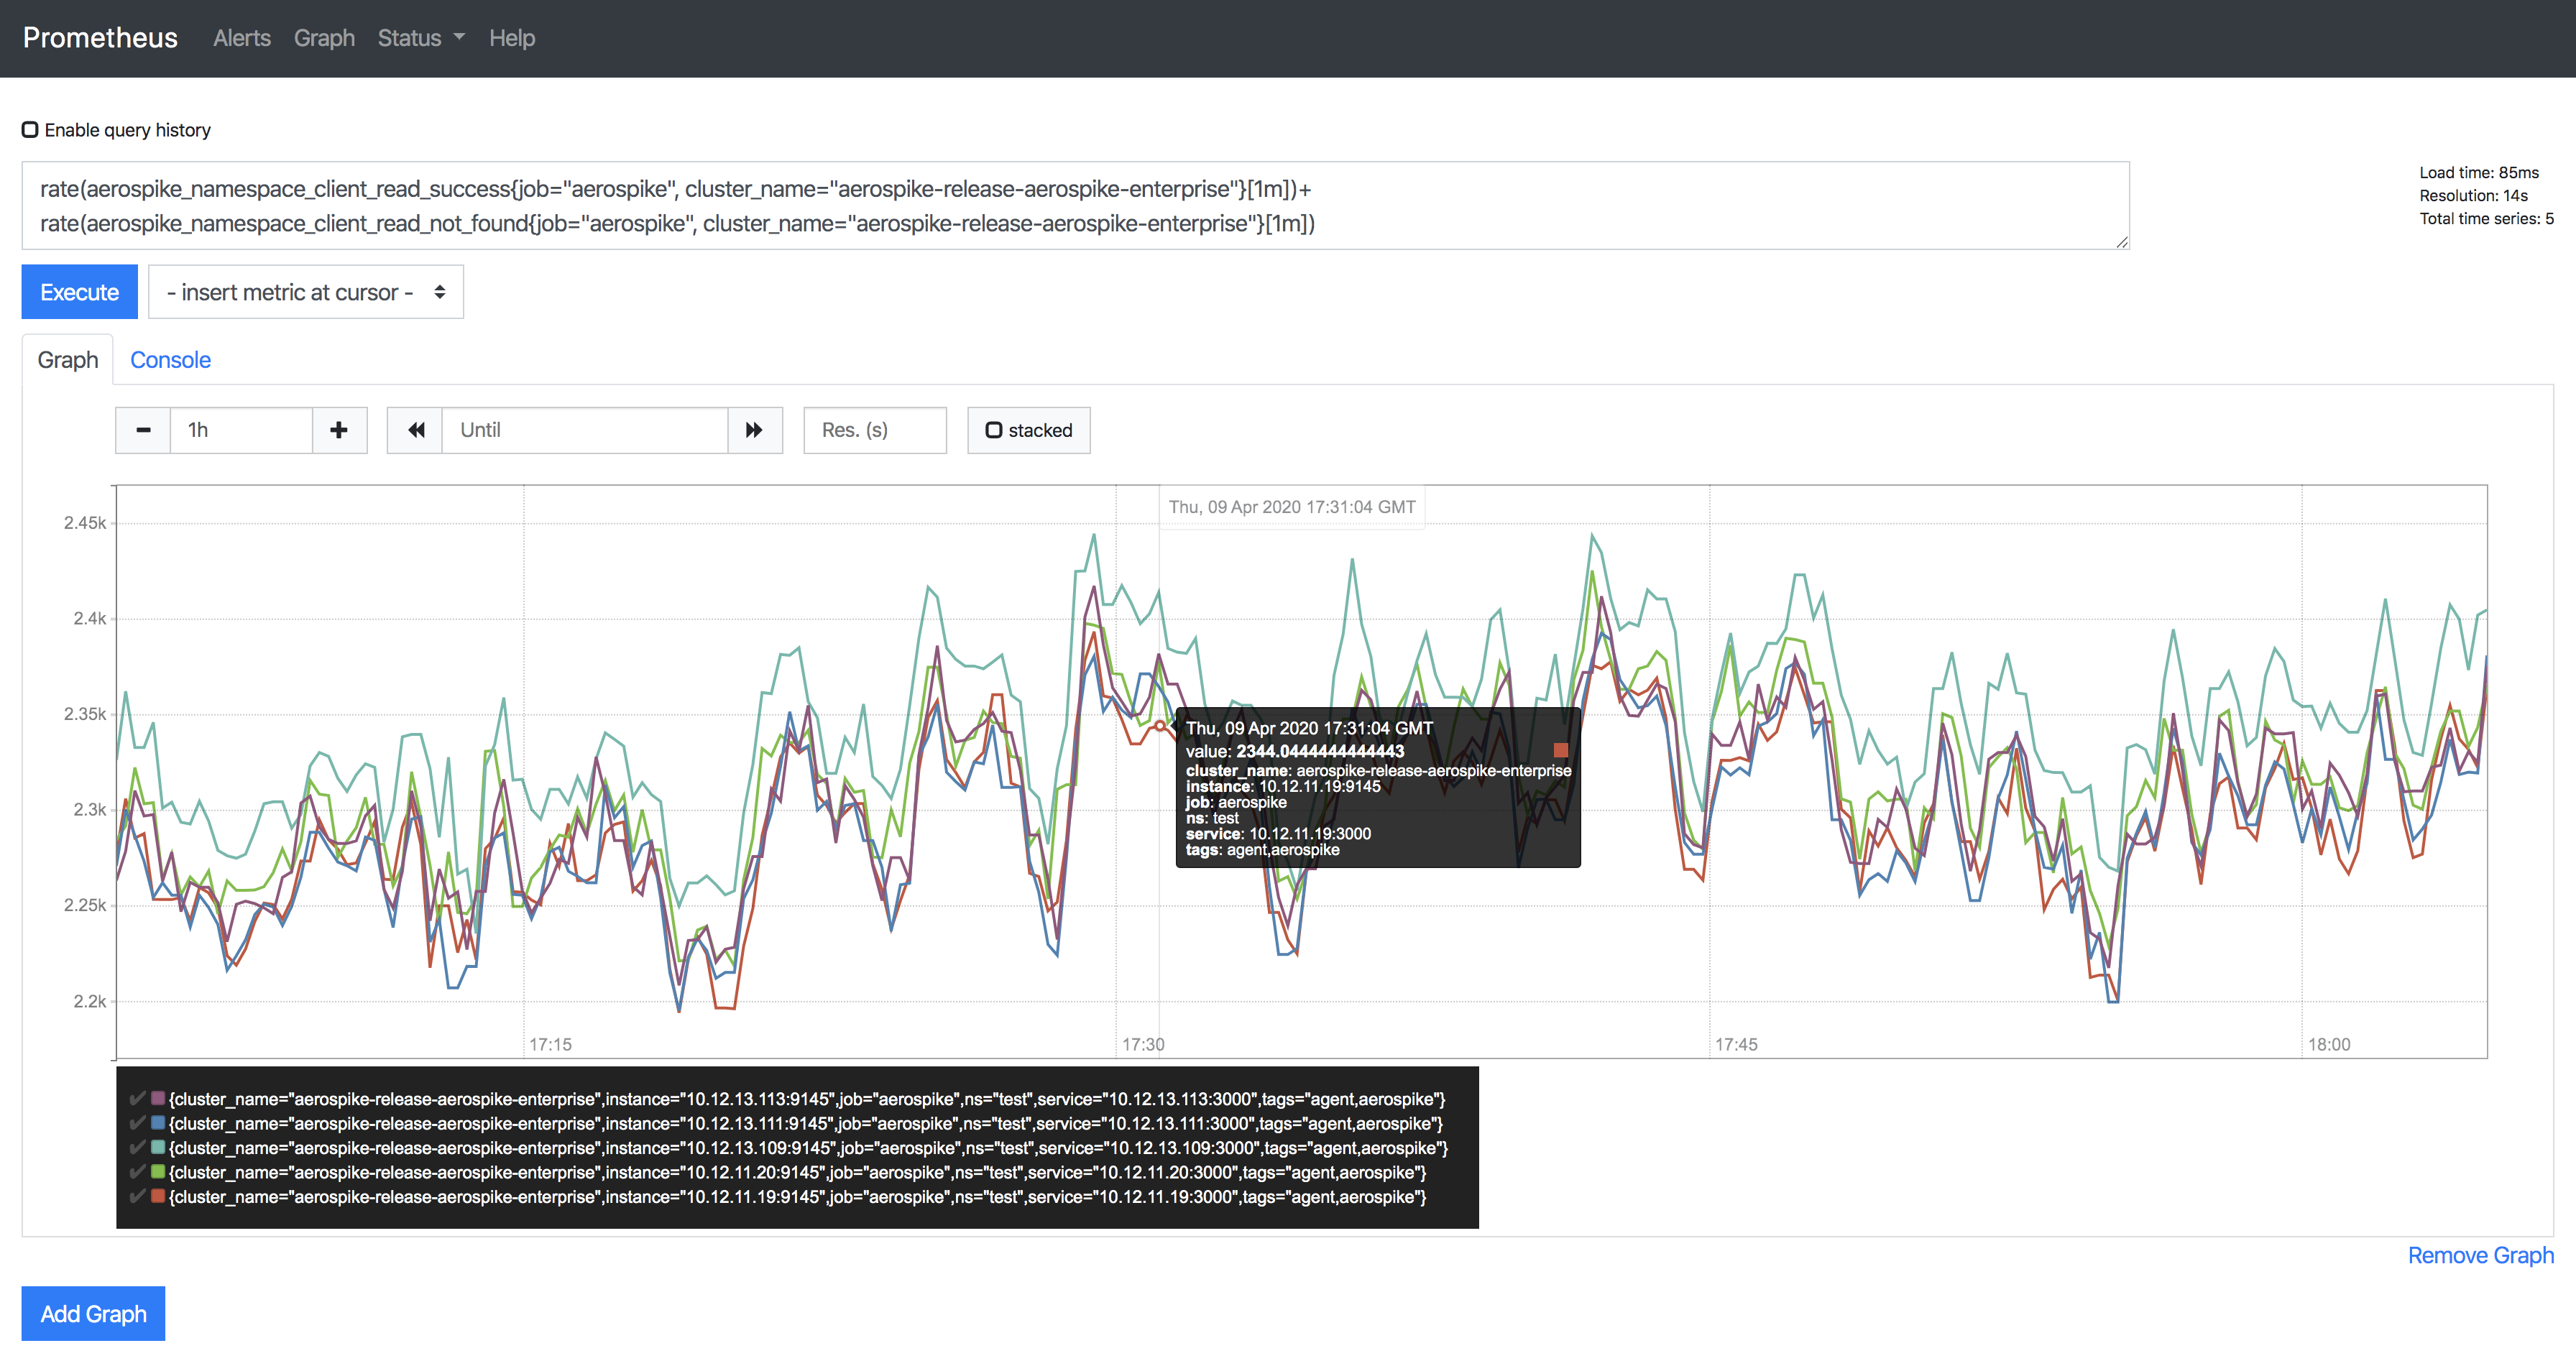 Prometheus Alerts Graph Status Help
Enable query history
rate(aerospike_namespace_client_read_success{job="aerospike", cluster_name="aerospike-release-aerospike-enterprise"}[1m])+
rate(aerospike_namespace_client_read_not_found{job="aerospike", cluster_name="aerospike-release-aerospike-enterprise"}[1m])
Load time: 85ms
Resolution: 14s
Total time series: 5
Execute - insert metric at cursor -
Graph Console
1h Until Res. (s) stacked
Thu, 09 Apr 2020 17:31:04 GMT
2.45k
2.4k
2.35k
2.3k
2.25k
2.2k
Thu, 09 Apr 2020 17:31:04 GMT
value: 2344.0444444444443
cluster_name: aerospike-release-aerospike-enterprise
instance: 10.12.11.19:9145
job: aerospike
ns: test
service: 10.12.11.19:3000
tags: agent,aerospike
17:15 17:30 17:45 18:00
{cluster_name="aerospike-release-aerospike-enterprise",instance="10.12.13.113:9145",job="aerospike",ns="test",service="10.12.13.113:3000",tags="agent,aerospike"}
{cluster_name="aerospike-release-aerospike-enterprise",instance="10.12.13.111:9145",job="aerospike",ns="test",service="10.12.13.111:3000",tags="agent,aerospike"}
{cluster_name="aerospike-release-aerospike-enterprise",instance="10.12.13.109:9145",job="aerospike",ns="test",service="10.12.13.109:3000",tags="agent,aerospike"}
{cluster_name="aerospike-release-aerospike-enterprise",instance="10.12.11.20:9145",job="aerospike",ns="test",service="10.12.11.20:3000",tags="agent,aerospike"}
{cluster_name="aerospike-release-aerospike-enterprise",instance="10.12.11.19:9145",job="aerospike",ns="test",service="10.12.11.19:3000",tags="agent,aerospike"}
Remove Graph
Add Graph